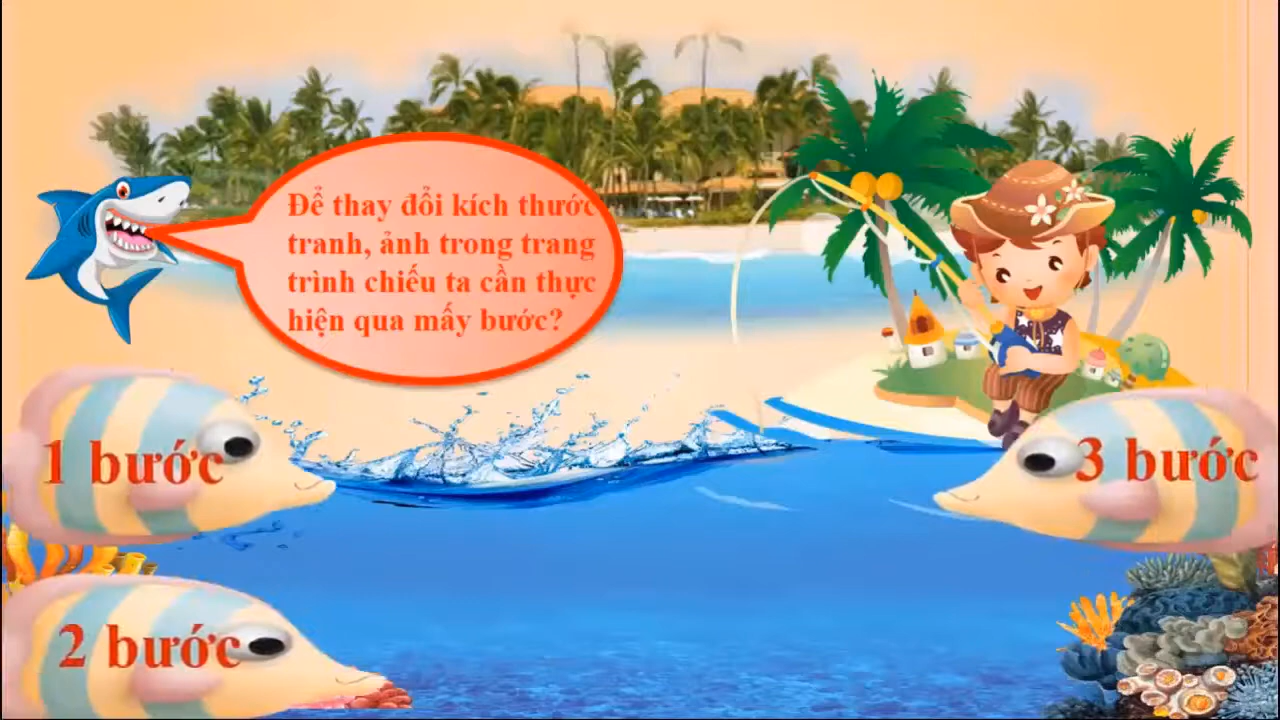 Để thay đổi kích thước
tranh, ảnh trong trang
trình chiếu ta cần thực
hiện qua mấy bước?
1 bước
3 bước
2 bước